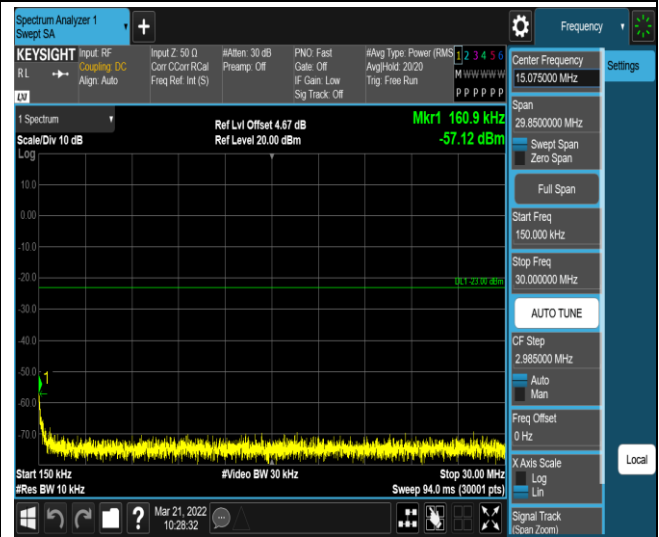 Spectrum Analyzer 1
Swept SA
+
Frequency
KEYSIGHT
RL
LXI
Input: RF
Coupling: DC
Align: Auto
Input Z: 50 Ω
Corr CCorr RCal
Freq Ref: Int (S)
#Atten: 30 dB
Preamp: Off
PNO: Fast
Gate: Off
IF Gain: Low
Sig Track: Off
#Avg Type: Power (RMS
Avg|Hold: 20/20
Trig: Free Run
1 2 3 4 5 6
M W W W W W
P P P P P P
1 Spectrum
Scale/Div 10 dB
Log
Ref Lvl Offset 4.67 dB
Ref Level 20.00 dBm
Mkr1 160.9 kHz
-57.12 dBm
10.0
0.00
-10.0
-20.0
DL1 -23.00 dBm
-30.0
-40.0
-50.0
1
-60.0
-70.0
Start 150 kHz
#Res BW 10 kHz
#Video BW 30 kHz
Stop 30.00 MHz
Sweep 94.0 ms (30001 pts)
?
Mar 21, 2022
10:28:32
Center Frequency
15.075000 MHz
Settings
Span
29.8500000 MHz
Swept Span
Zero Span
Full Span
Start Freq
150.000 kHz
Stop Freq
30.000000 MHz
AUTO TUNE
CF Step
2.985000 MHz
Auto
Man
Freq Offset
0 Hz
X Axis Scale
Log
Lin
Local
Signal Track
(Span Zoom)